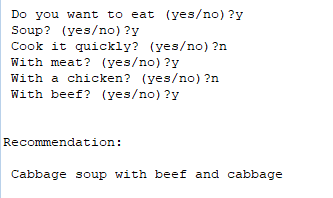 Do you want to eat (yes/no)?y
Soup? (yes/no)?y
Cook it quickly? (yes/no)?n
With meat? (yes/no)?y
With a chicken? (yes/no)?n
With beef? (yes/no)?y
Recommendation:
Cabbage soup with beef and cabbage